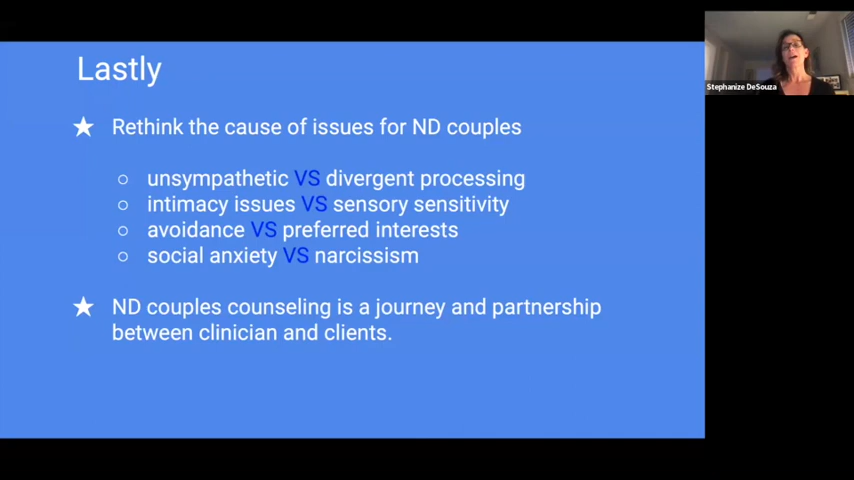 Lastly
★ Rethink the cause of issues for ND couples
○ unsympathetic VS divergent processing
○ intimacy issues VS sensory sensitivity
○ avoidance VS preferred interests
○ social anxiety VS narcissism
★ ND couples counseling is a journey and partnership
between clinician and clients.
Stephanize DeSouza